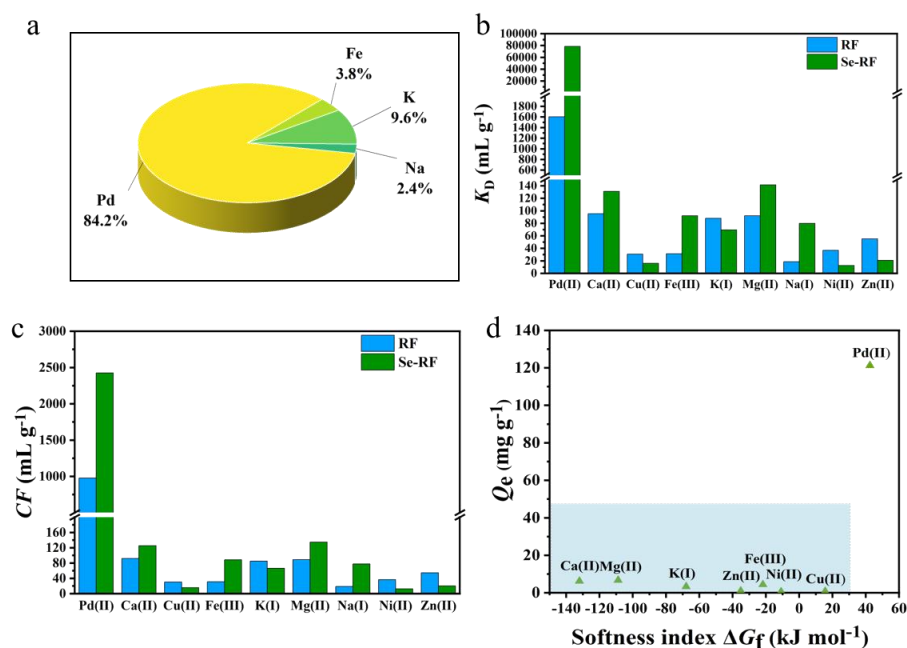 a
Fe
3.8%
K
9.6%
Na
2.4%
Pd
84.2%
b
RF
Se-RF
80000
70000
60000
50000
40000
30000
20000
10000
1600
1400
1200
1000
800
600
140
120
100
80
60
40
20
0
K_D (mL g⁻¹)
Pd(II) Ca(II) Cu(II) Fe(III) K(I) Mg(II) Na(I) Ni(II) Zn(II)
c
RF
Se-RF
3000
2500
2000
1500
1000
160
120
80
40
0
CF (mL g⁻¹)
Pd(II) Ca(II) Cu(II) Fe(III) K(I) Mg(II) Na(I) Ni(II) Zn(II)
d
140
120
100
80
60
40
20
0
Qe (mg g⁻¹)
Pd(II)
Ca(II) Mg(II)
K(I)
Zn(II)
Fe(III)
Ni(II)
Cu(II)
-140 -120 -100 -80 -60 -40 -20 0 20 40 60
Softness index ΔGf (kJ mol⁻¹)